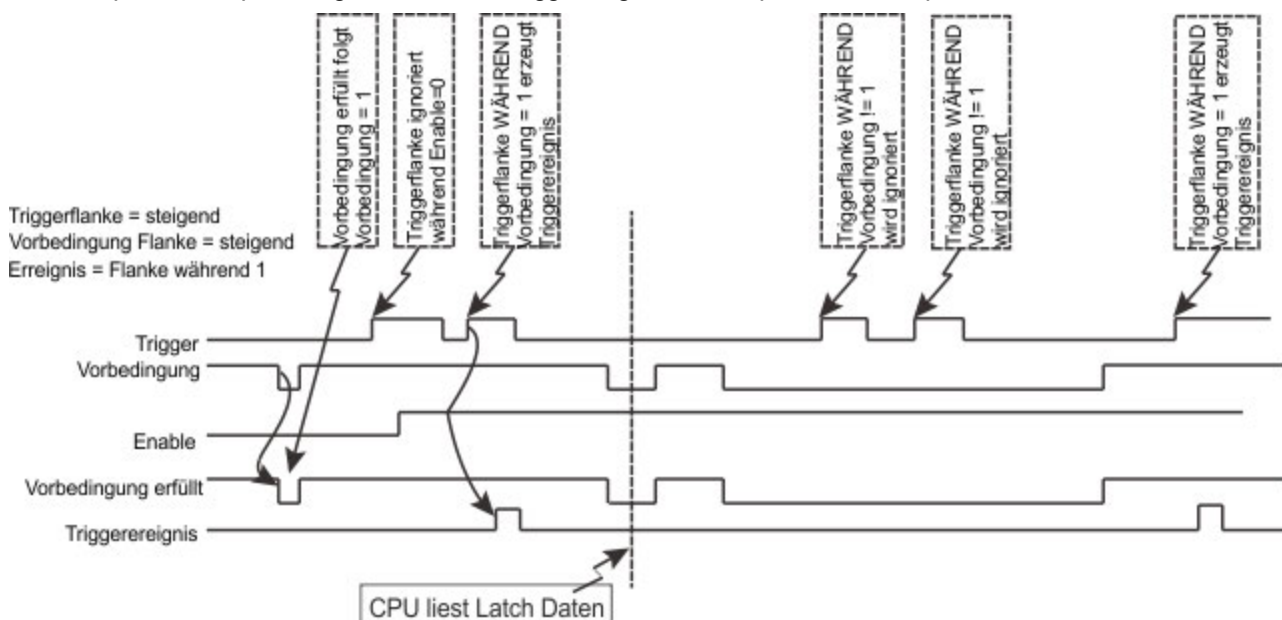 Vorbedingung erfüllt folgt
Vorbedingung = 1
Triggerflanke ignoriert
während Enable=0
Triggerflanke WÄHREND
Vorbedingung = 1 erzeugt
Triggerereignis
Triggerflanke WÄHREND
Vorbedingung != 1
wird ignoriert
Triggerflanke WÄHREND
Vorbedingung != 1
wird ignoriert
Triggerflanke WÄHREND
Vorbedingung = 1 erzeugt
Triggerereignis
Triggerflanke = steigend
Vorbedingung Flanke = steigend
Erreignis = Flanke während 1
Trigger
Vorbedingung
Enable
Vorbedingung erfüllt
Triggerereignis
CPU liest Latch Daten